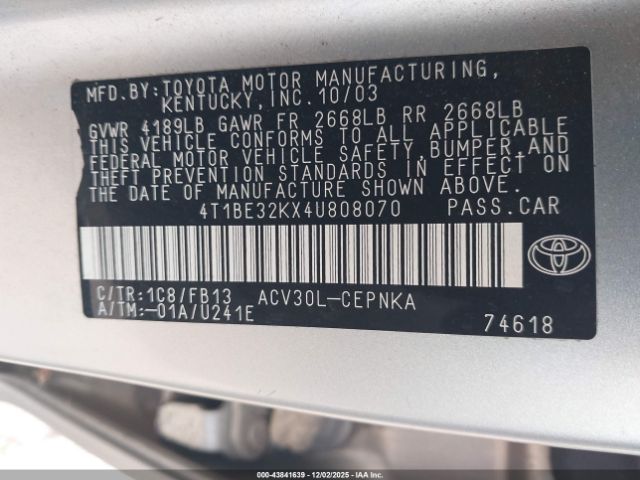 MFD.BY:TOYOTA MOTOR MANUFACTURING,
KENTUCKY,INC.10/03
GVWR 4189LB GAWR FR 2668LB RR 2668LB
THIS VEHICLE CONFORMS TO ALL APPLICABLE
FEDERAL MOTOR VEHICLE SAFETY,BUMPER,AND
THEFT PREVENTION STANDARDS IN EFFECT ON
THE DATE OF MANUFACTURE SHOWN ABOVE.
4T1BE32KX4U808070 PASS.CAR
C/TR:1C8/FB13 ACV30L-CEPNKA
A/TM:-01A/U241E 74618
TOYOTA
000-43841639 - 12/02/2025 - IAAI.COM